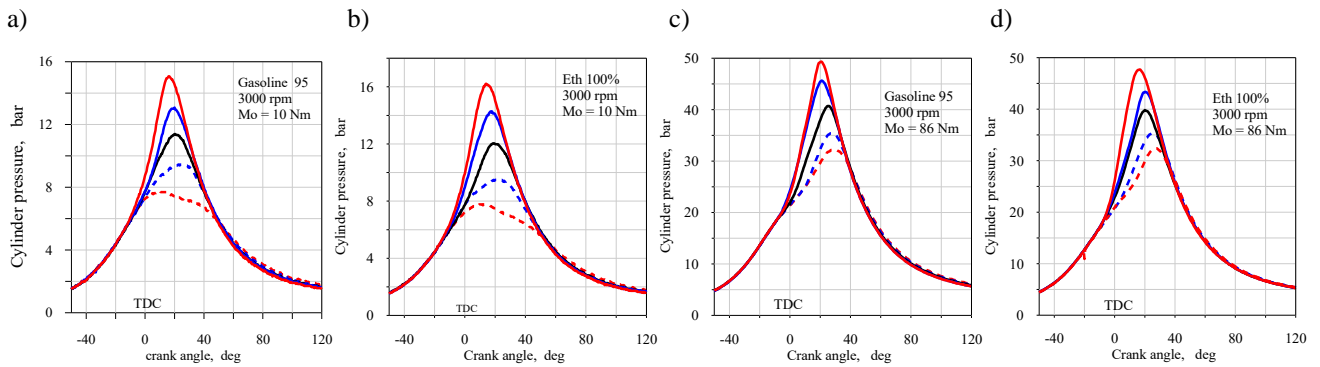 a)
b)
c)
d)
16
12
8
4
0
-40
0
40
80
120
Cylinder pressure, bar
crank angle, deg
Gasoline 95
3000 rpm
Mo = 10 Nm
TDC
16
12
8
4
0
-40
0
40
80
120
Cylinder pressure, bar
Crank angle, deg
Eth 100%
3000 rpm
Mo = 10 Nm
TDC
50
40
30
20
10
0
-40
0
40
80
120
Cylinder pressure, bar
Crank angle, deg
Gasoline 95
3000 rpm
Mo = 86 Nm
TDC
50
40
30
20
10
0
-40
0
40
80
120
Cylinder pressure, bar
Crank angle, deg
Eth 100%
3000 rpm
Mo = 86 Nm
TDC